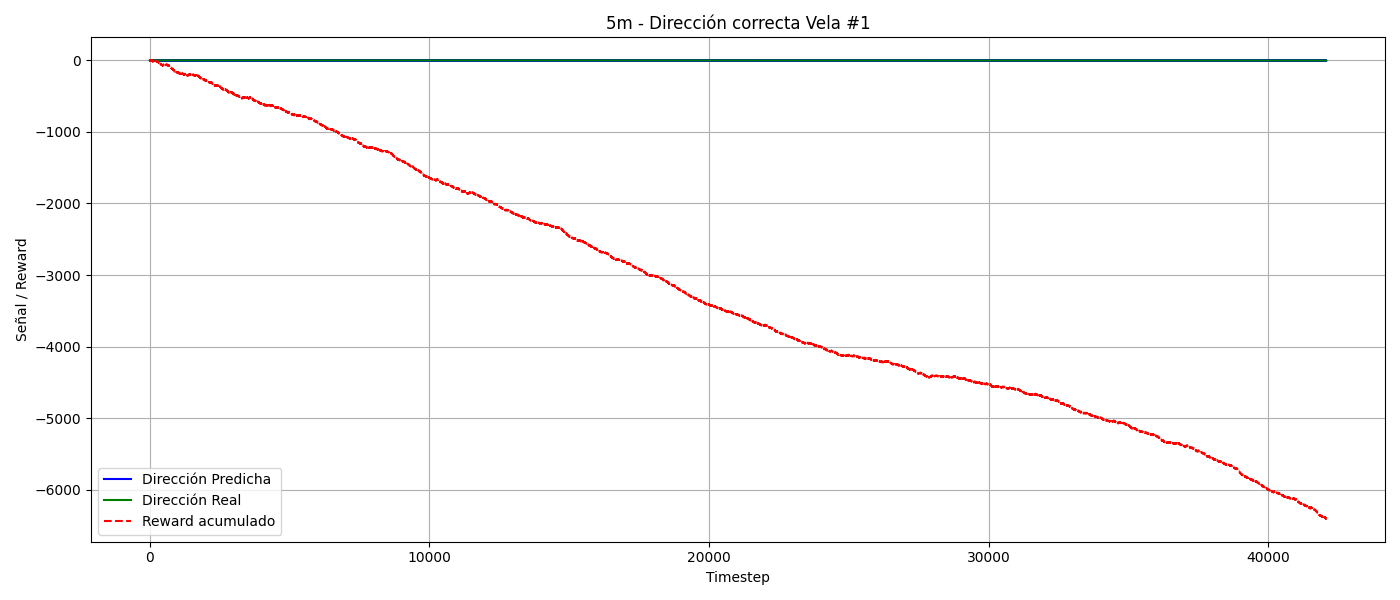 5m - Dirección correcta Vela #1
Señal / Reward
0
−1000
−2000
−3000
−4000
−5000
−6000
Dirección Predicha
Dirección Real
Reward acumulado
0 10000 20000 30000 40000
Timestep